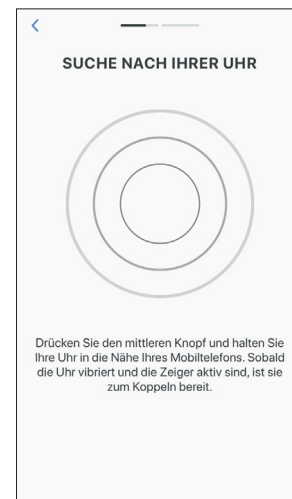 SUCHE NACH IHRER UHR
Drücken Sie den mittleren Knopf und halten Sie
Ihre Uhr in die Nähe Ihres Mobiltelefons. Sobald
die Uhr vibriert und die Zeiger aktiv sind, ist sie
zum Koppeln bereit.